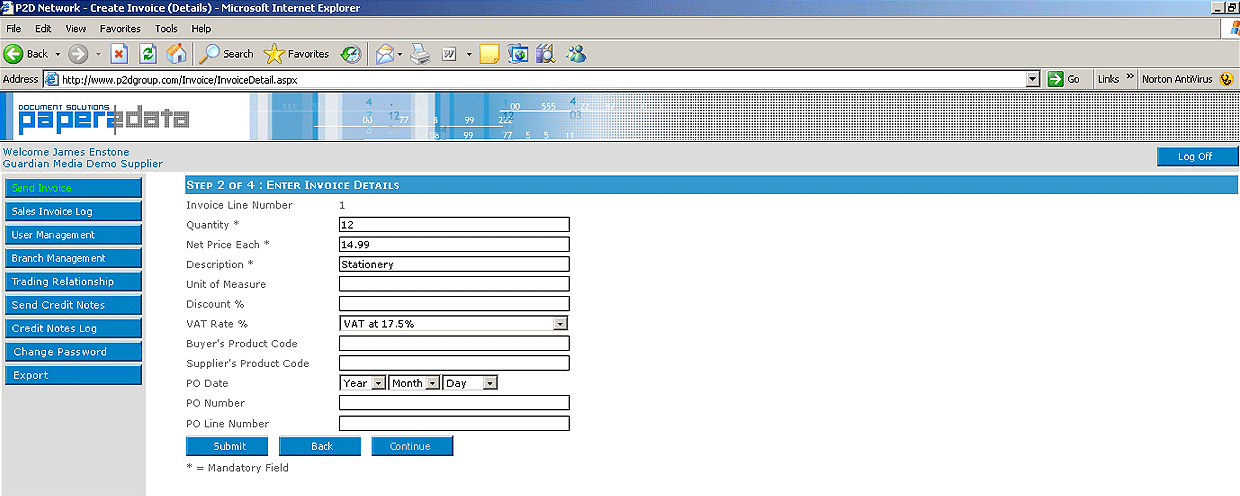 P2D Network - Create Invoice (Details) - Microsoft Internet Explorer
File Edit View Favorites Tools Help
Back Search Favorites
Address http://www.p2dgroup.com/Invoice/InvoiceDetail.aspx Go Links » Norton AntiVirus
DOCUMENT SOLUTIONS
paper2data
Welcome James Enstone
Guardian Media Demo Supplier
Log Off
Send Invoice
Sales Invoice Log
User Management
Branch Management
Trading Relationship
Send Credit Notes
Credit Notes Log
Change Password
Export
Step 2 of 4 : Enter Invoice Details
Invoice Line Number 1
Quantity * 12
Net Price Each * 14.99
Description * Stationery
Unit of Measure
Discount %
VAT Rate % VAT at 17.5%
Buyer's Product Code
Supplier's Product Code
PO Date Year Month Day
PO Number
PO Line Number
Submit Back Continue
* = Mandatory Field